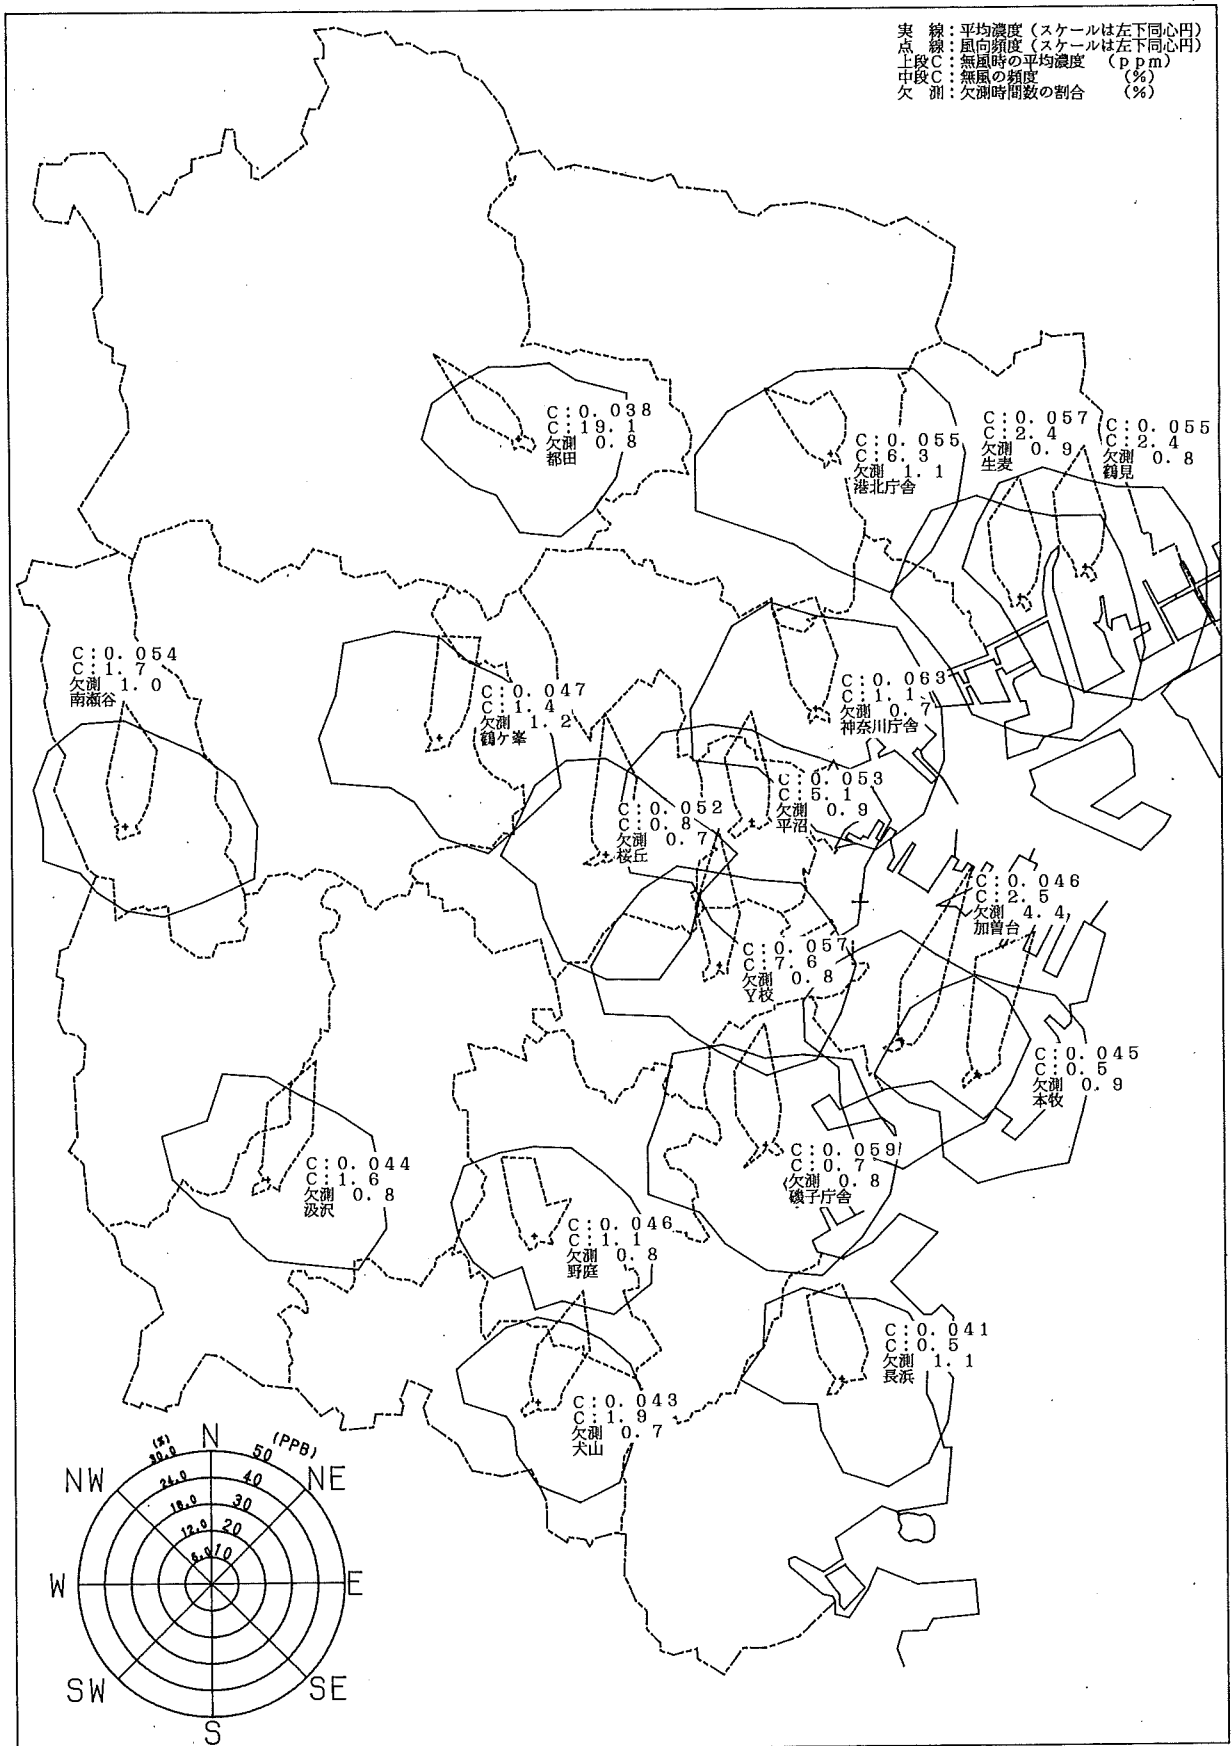 実　線：平均濃度（スケールは左下同心円）
点　線：風向頻度（スケールは左下同心円）
上段C：無風時の平均濃度　（ｐｐｍ）
中段C：無風の頻度　（％）
欠　測：欠測時間数の割合　（％）
C：0．038
C：19．1
欠測　0．8
都田
C：0．055
C：6．3
欠測　1．1
港北庁舎
C：0．057
C：2．4
欠測　0．9
生麦
C：0．055
C：2．4
欠測　0．8
鶴見
C：0．054
C：1．7
欠測　1．0
南瀬谷
C：0．047
C：1．4
欠測　1．2
鶴ケ峯
C：0．063
C：1．1
欠測　0．7
神奈川庁舎
C：0．053
C：5．1
欠測　0．9
平沼
C：0．052
C：0．8
欠測　0．7
桜丘
C：0．046
C：2．5
欠測　4．4
加曽台
C：0．057
C：7．6
欠測　0．8
Y校
C：0．045
C：0．5
欠測　0．9
本牧
C：0．059
C：0．7
欠測　0．8
磯子庁舎
C：0．044
C：1．6
欠測　0．8
汲沢
C：0．046
C：1．1
欠測　0．8
野庭
C：0．041
C：0．5
欠測　1．1
長浜
C：0．043
C：1．9
欠測　0．7
犬山
N
(%)
30.0
50
(PPB)
NW
24.0
40
NE
18.0
30
12.0
20
6.0
10
W
E
SW
SE
S